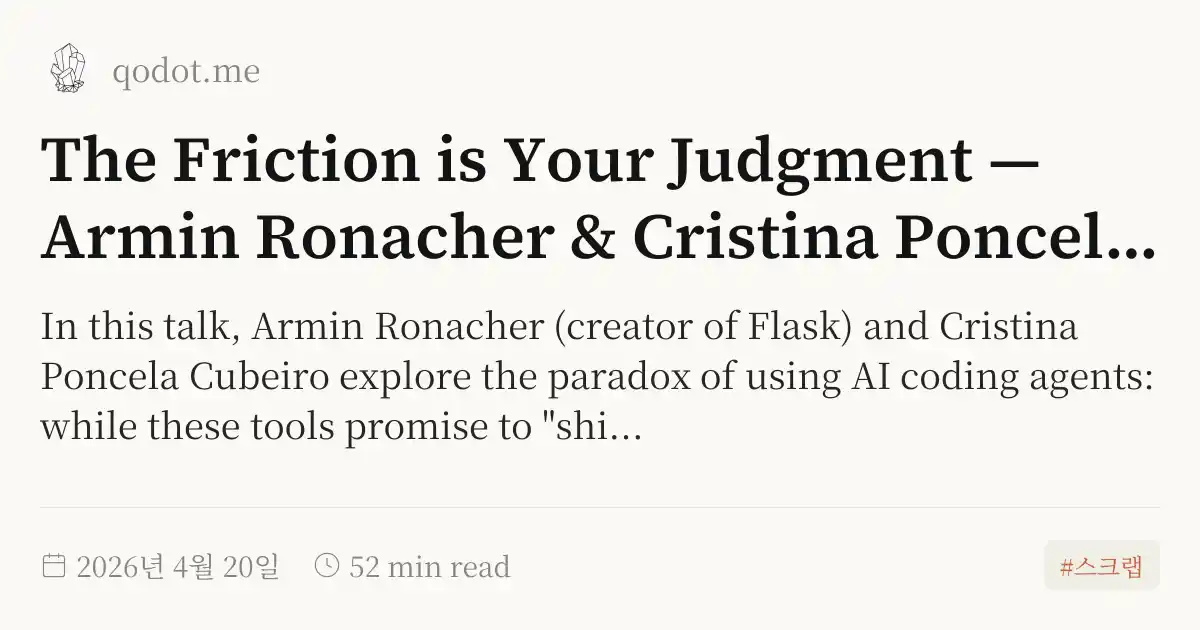 qodot.me
The Friction is Your Judgment —
Armin Ronacher & Cristina Poncel...
In this talk, Armin Ronacher (creator of Flask) and Cristina
Poncela Cubeiro explore the paradox of using AI coding agents:
while these tools promise to "shi...
2026년 4월 20일 52 min read #스크랩